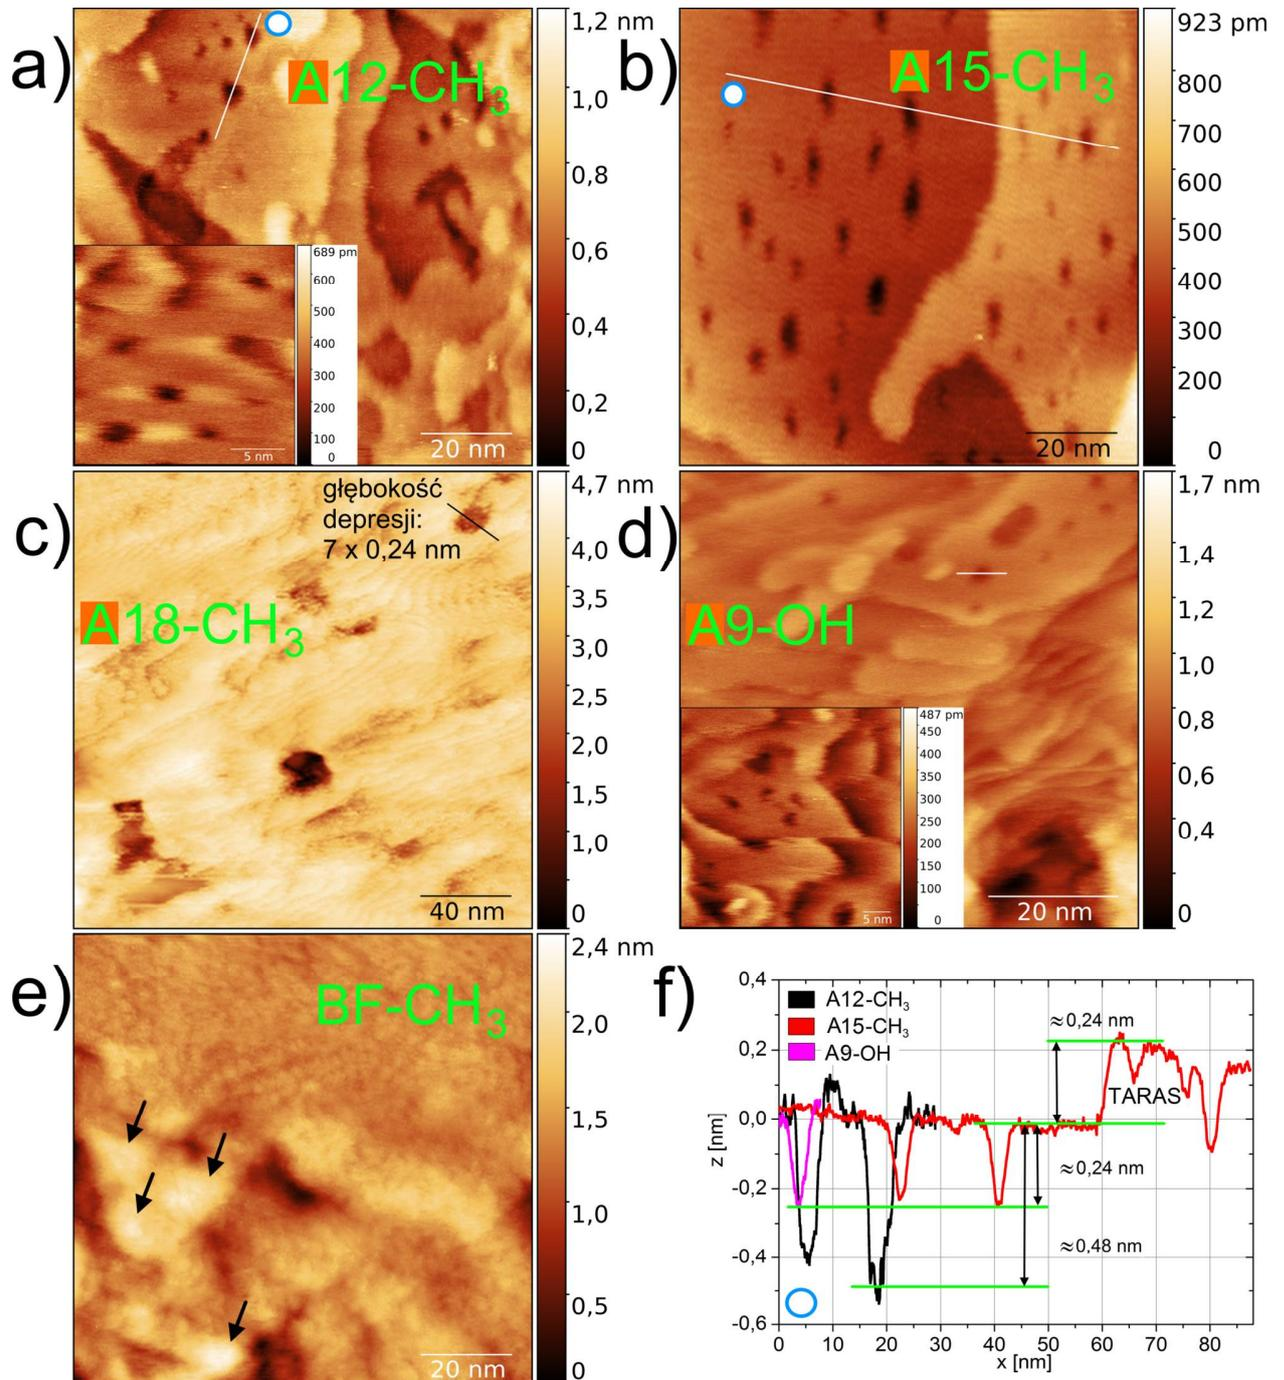 a)
A12-CH₃
1,2 nm
1,0
0,8
0,6
0,4
0,2
0
689 pm
600
500
400
300
200
100
0
5 nm
20 nm
b)
A15-CH₃
923 pm
800
700
600
500
400
300
200
0
20 nm
c)
głębokość
depresji:
7 x 0,24 nm
A18-CH₃
4,7 nm
4,0
3,5
3,0
2,5
2,0
1,5
1,0
0
40 nm
d)
A9-OH
1,7 nm
1,4
1,2
1,0
0,8
0,6
0,4
0
487 pm
450
400
350
300
250
200
150
100
0
5 nm
20 nm
e)
BF-CH₃
2,4 nm
2,0
1,5
1,0
0,5
0
20 nm
f)
A12-CH₃
A15-CH₃
A9-OH
≈0,24 nm
TARAS
≈0,24 nm
≈0,48 nm
z [nm]
0,4
0,2
0,0
-0,2
-0,4
-0,6
0 10 20 30 40 50 60 70 80
x [nm]